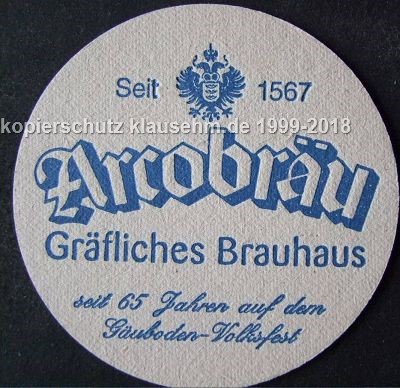 Seit 1567
kopierschutz klausehm.de 1999-2018
Arcobräu
Gräfliches Brauhaus
seit 65 Jahren auf dem
Gäuboden-Volksfest